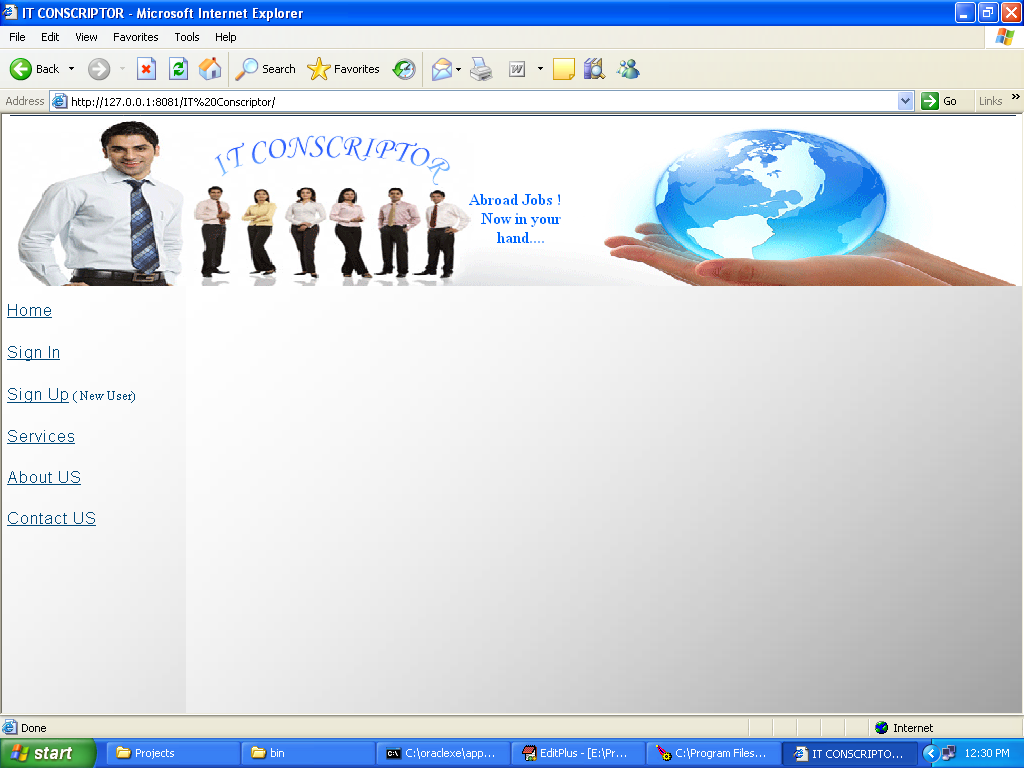 IT CONSCRIPTOR - Microsoft Internet Explorer
File Edit View Favorites Tools Help
Back Search Favorites
Address http://127.0.0.1:8081/IT%20Conscriptor/ Go Links »
IT CONSCRIPTOR
Abroad Jobs !
Now in your
hand....
Home
Sign In
Sign Up ( New User)
Services
About US
Contact US
Done Internet
start Projects bin C:\oraclexe\app... EditPlus - [E:\Pr... C:\Program Files... IT CONSCRIPTO... 12:30 PM